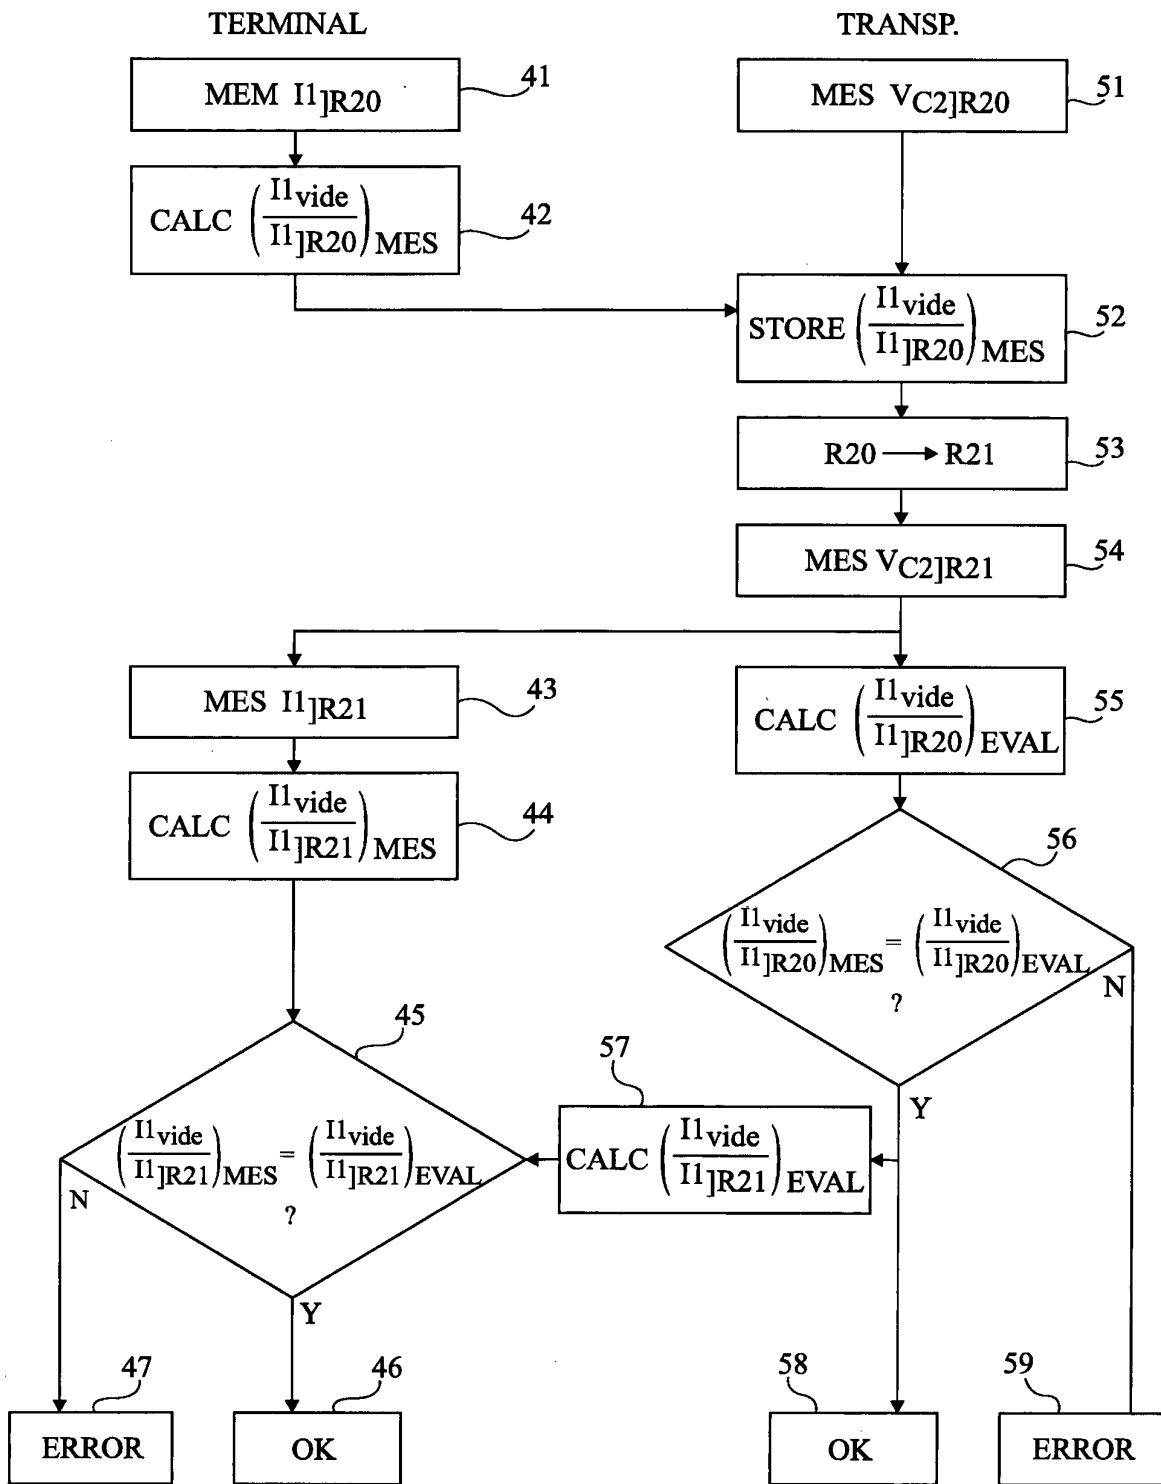 TERMINAL
TRANSP.
MEM I1]R20
41
MES VC2]R20
51
CALC (I1vide / I1]R20)MES
42
STORE (I1vide / I1]R20)MES
52
R20 → R21
53
MES VC2]R21
54
MES I1]R21
43
CALC (I1vide / I1]R20)EVAL
55
CALC (I1vide / I1]R21)MES
44
56
(I1vide / I1]R20)MES = (I1vide / I1]R20)EVAL
?
N
Y
45
57
(I1vide / I1]R21)MES = (I1vide / I1]R21)EVAL
?
N
Y
CALC (I1vide / I1]R21)EVAL
47
46
58
59
ERROR
OK
OK
ERROR